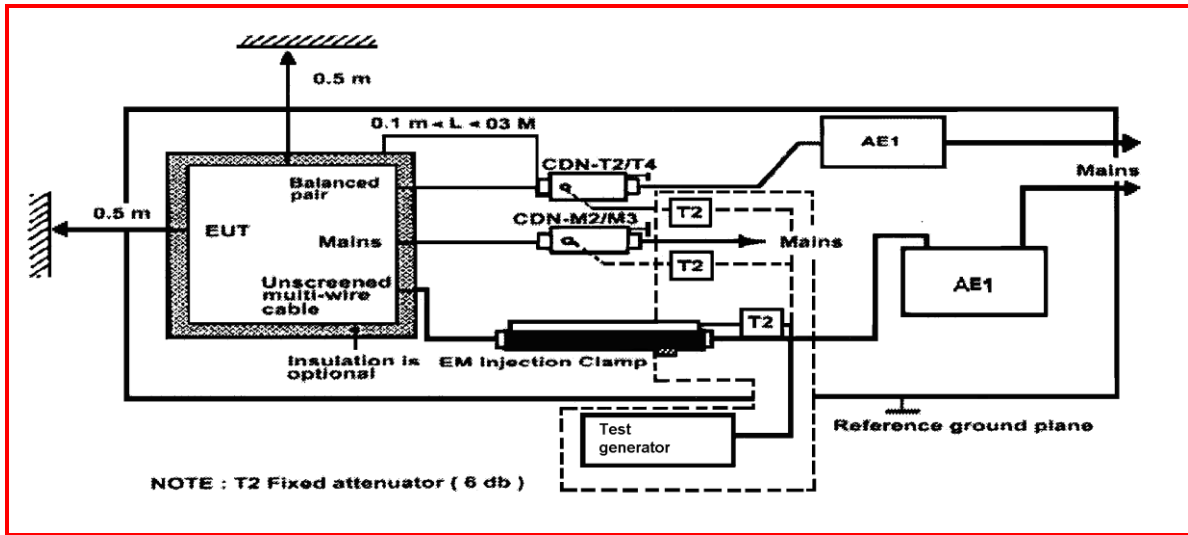 0.5 m
0.1 m < L < 03 M
AE1
CDN-T2/T4
Balanced
pair
Mains
0.5 m
T2
EUT
CDN-M2/M3
Mains
Mains
T2
Unscreened
multi-wire
cable
AE1
T2
Insulation is
optional
EM Injection Clamp
Reference ground plane
Test
generator
NOTE : T2 Fixed attenuator ( 6 db )